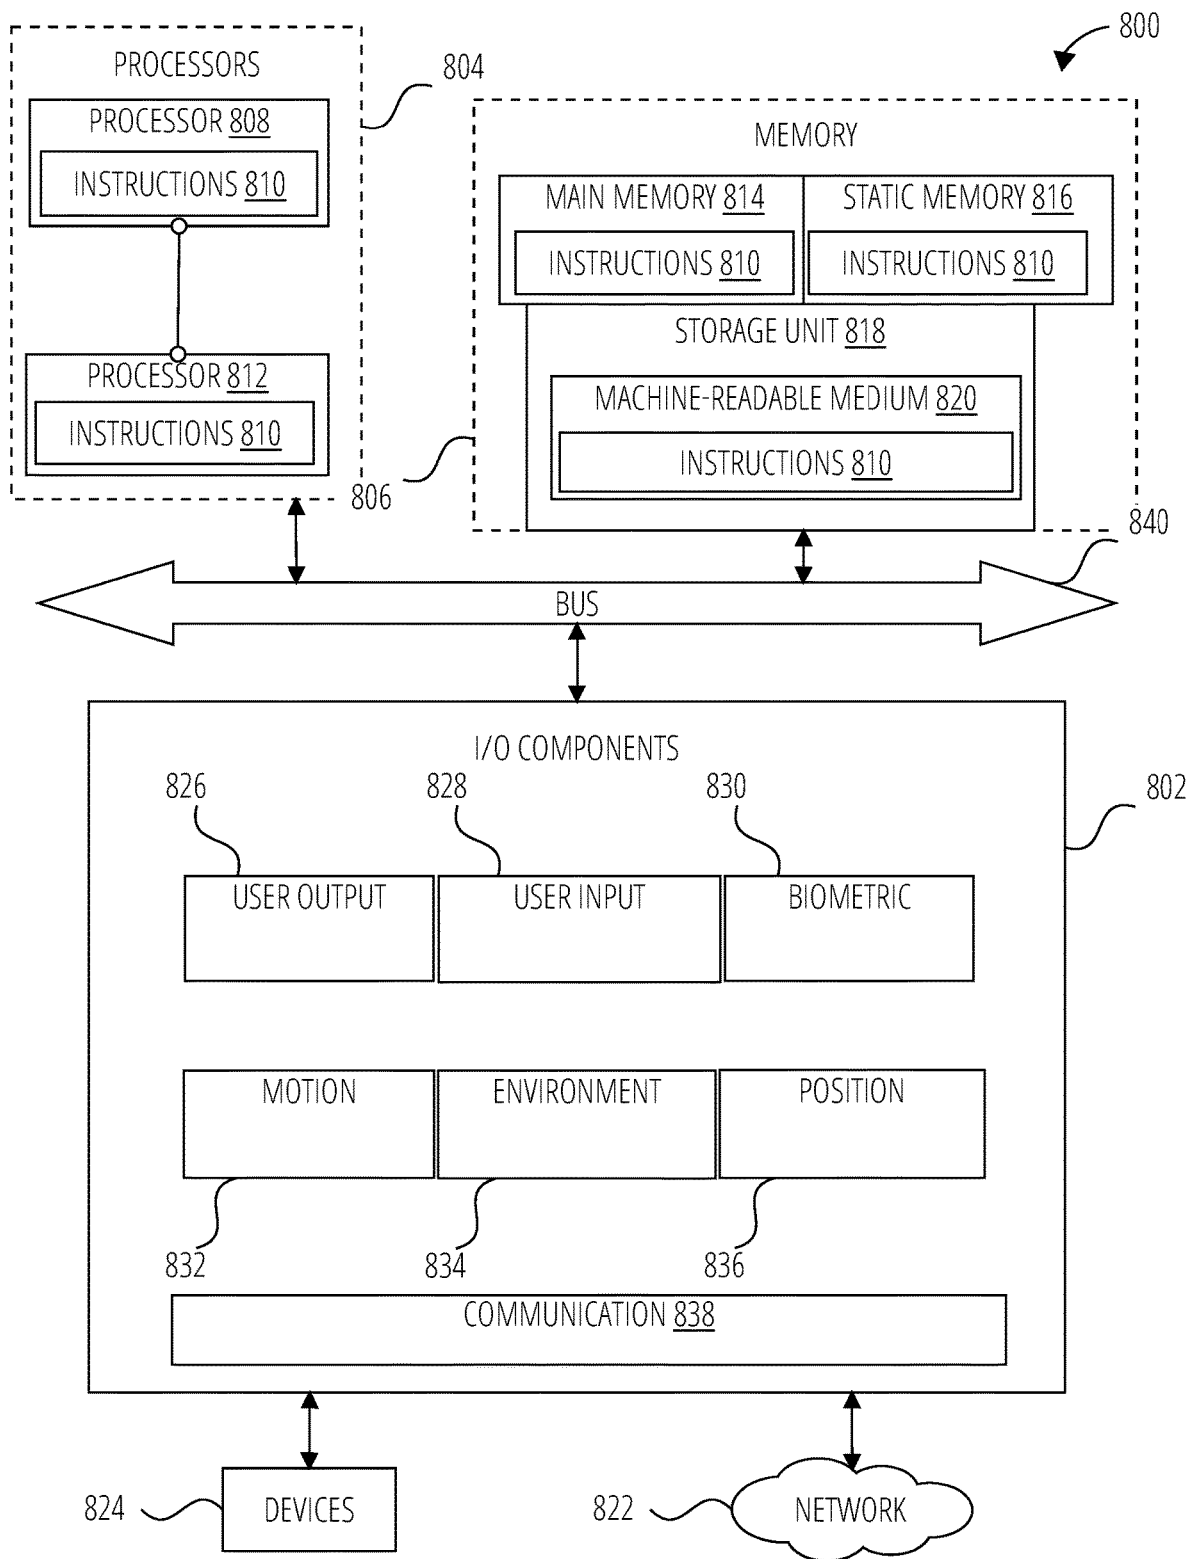 800
PROCESSORS
804
PROCESSOR 808
INSTRUCTIONS 810
PROCESSOR 812
INSTRUCTIONS 810
MEMORY
MAIN MEMORY 814
INSTRUCTIONS 810
STATIC MEMORY 816
INSTRUCTIONS 810
STORAGE UNIT 818
MACHINE-READABLE MEDIUM 820
INSTRUCTIONS 810
806
840
BUS
I/O COMPONENTS
802
826
828
830
USER OUTPUT
USER INPUT
BIOMETRIC
MOTION
ENVIRONMENT
POSITION
832
834
836
COMMUNICATION 838
824
DEVICES
822
NETWORK